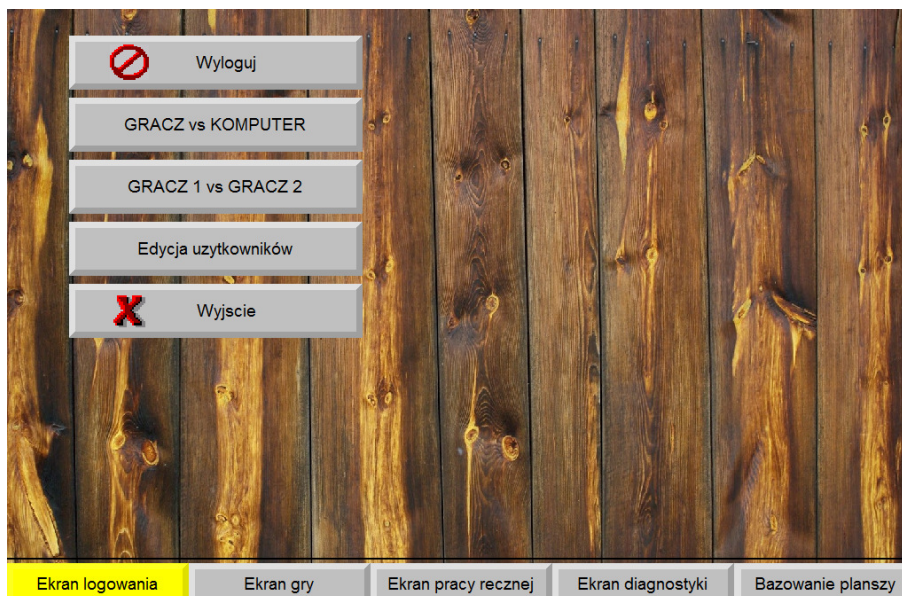 Wyloguj
GRACZ vs KOMPUTER
GRACZ 1 vs GRACZ 2
Edycja uzytkowników
Wyjscie
Ekran logowania
Ekran gry
Ekran pracy recznej
Ekran diagnostyki
Bazowanie planszy